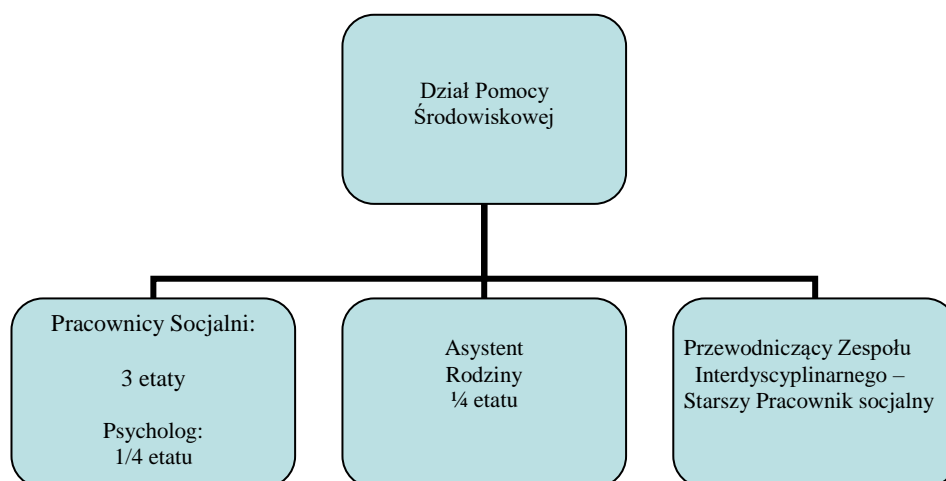 Dział Pomocy
Środowiskowej
Pracownicy Socjalni:
3 etaty
Psycholog:
1/4 etatu
Asystent
Rodziny
¼ etatu
Przewodniczący Zespołu
Interdyscyplinarnego –
Starszy Pracownik socjalny